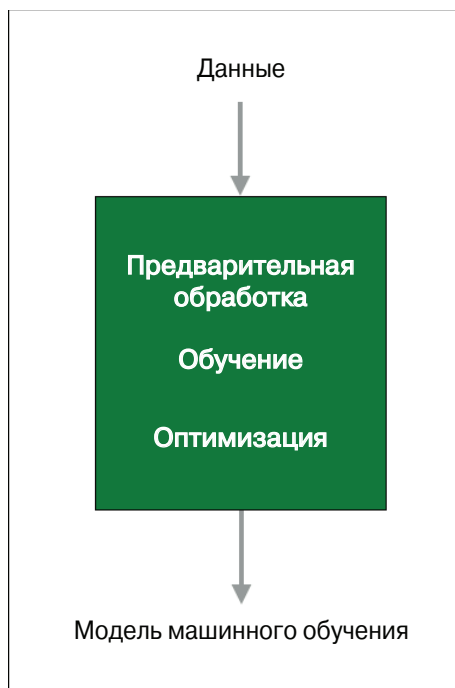 Данные
Предварительная
обработка
Обучение
Оптимизация
Модель машинного обучения